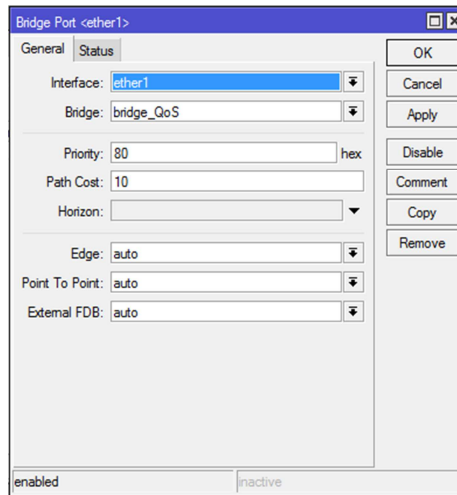 Bridge Port <ether1>
General Status
OK
Interface: ether1
Cancel
Bridge: bridge_QoS
Apply
Priority: 80 hex
Disable
Path Cost: 10
Comment
Horizon:
Copy
Remove
Edge: auto
Point To Point: auto
External FDB: auto
enabled inactive